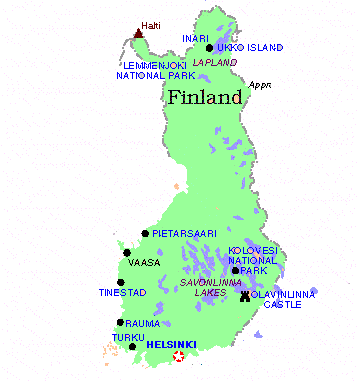 Halti
INARI
UKKO ISLAND
LAPLAND
LEMMENJOKI
NATIONAL PARK
Appr
Finland
PIETARSAARI
VAASA
KOLOVESI
NATIONAL
PARK
SAVONLINNA
LAKES
TINESTAD
OLAVINLINNA
CASTLE
RAUMA
TURKU
HELSINKI